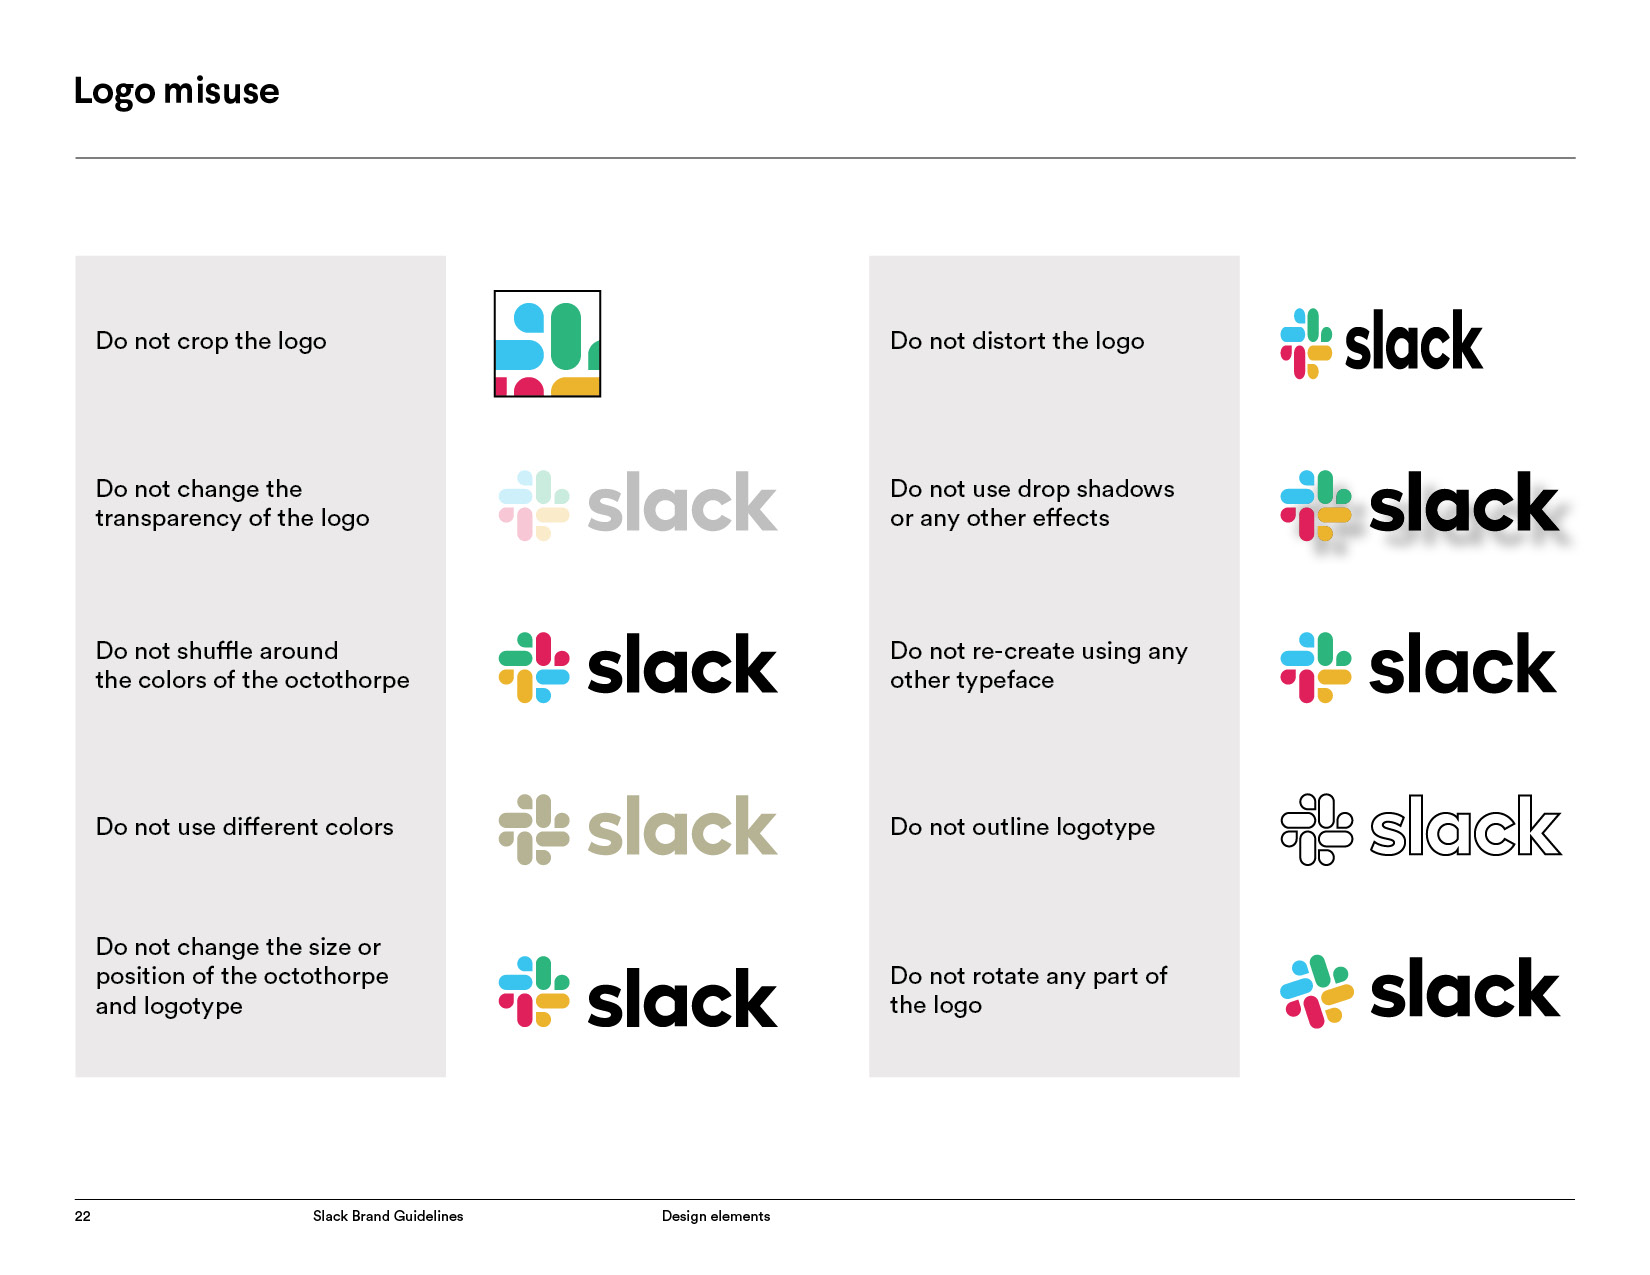 Logo misuse
Do not crop the logo
Do not change the
transparency of the logo
slack
Do not shuffle around
the colors of the octothorpe
slack
Do not use different colors
slack
Do not change the size or
position of the octothorpe
and logotype
slack
Do not distort the logo
slack
Do not use drop shadows
or any other effects
slack
Do not re-create using any
other typeface
slack
Do not outline logotype
slack
Do not rotate any part of
the logo
slack
22
Slack Brand Guidelines
Design elements